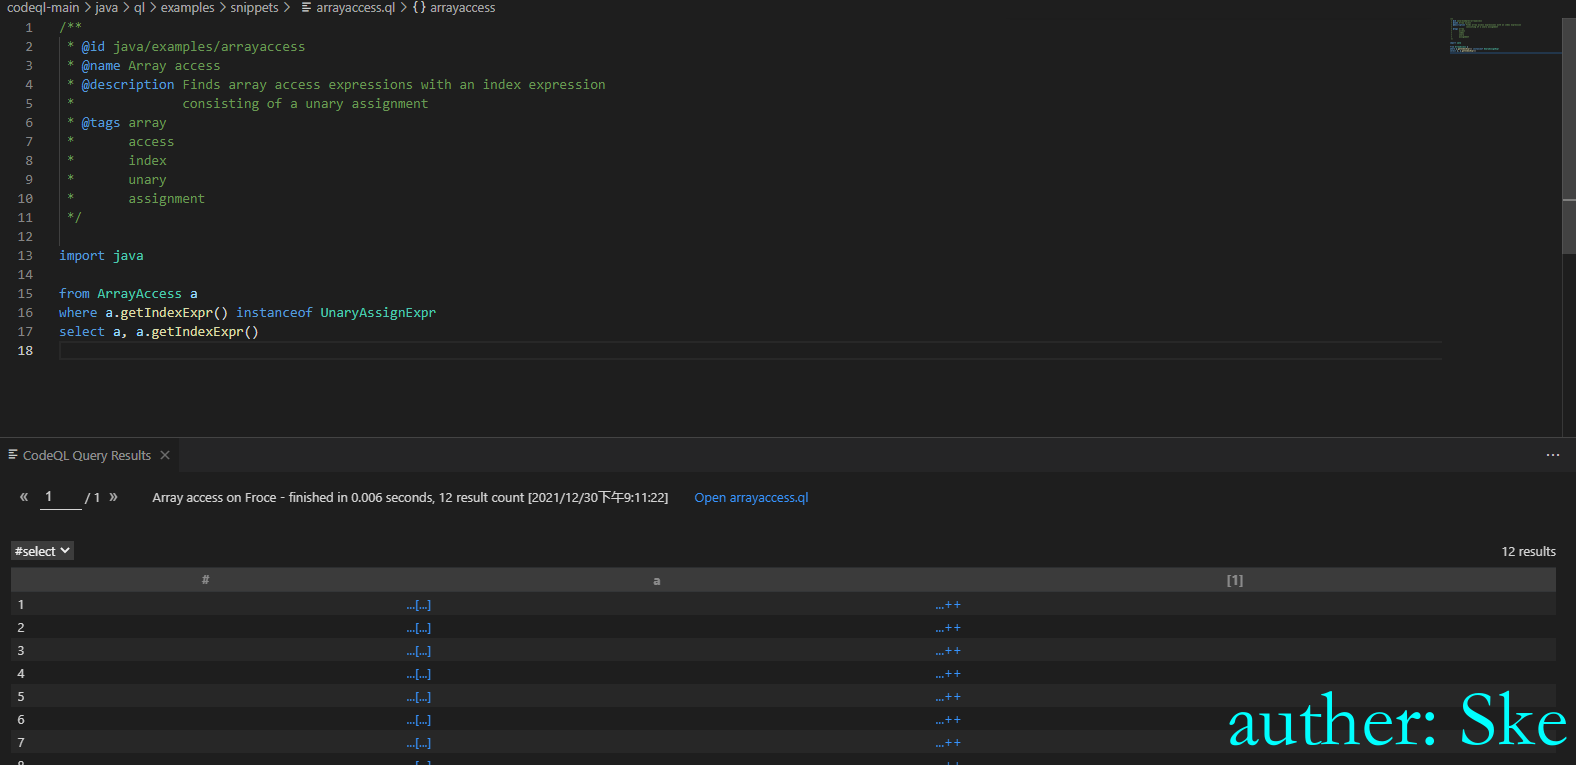 codeql-main > java > ql > examples > snippets > arrayaccess.ql > {} arrayaccess
1 /**
2 * @id java/examples/arrayaccess
3 * @name Array access
4 * @description Finds array access expressions with an index expression
5 * consisting of a unary assignment
6 * @tags array
7 * access
8 * index
9 * unary
10 * assignment
11 */
12
13 import java
14
15 from ArrayAccess a
16 where a.getIndexExpr() instanceof UnaryAssignExpr
17 select a, a.getIndexExpr()
18
CodeQL Query Results
« 1 / 1 » Array access on Froce - finished in 0.006 seconds, 12 result count [2021/12/30下午9:11:22] Open arrayaccess.ql
#select 12 results
# a [1]
1 ...[...] ...++
2 ...[...] ...++
3 ...[...] ...++
4 ...[...] ...++
5 ...[...] ...++
6 ...[...] ...++
7 ...[...] ...++
auther: Ske